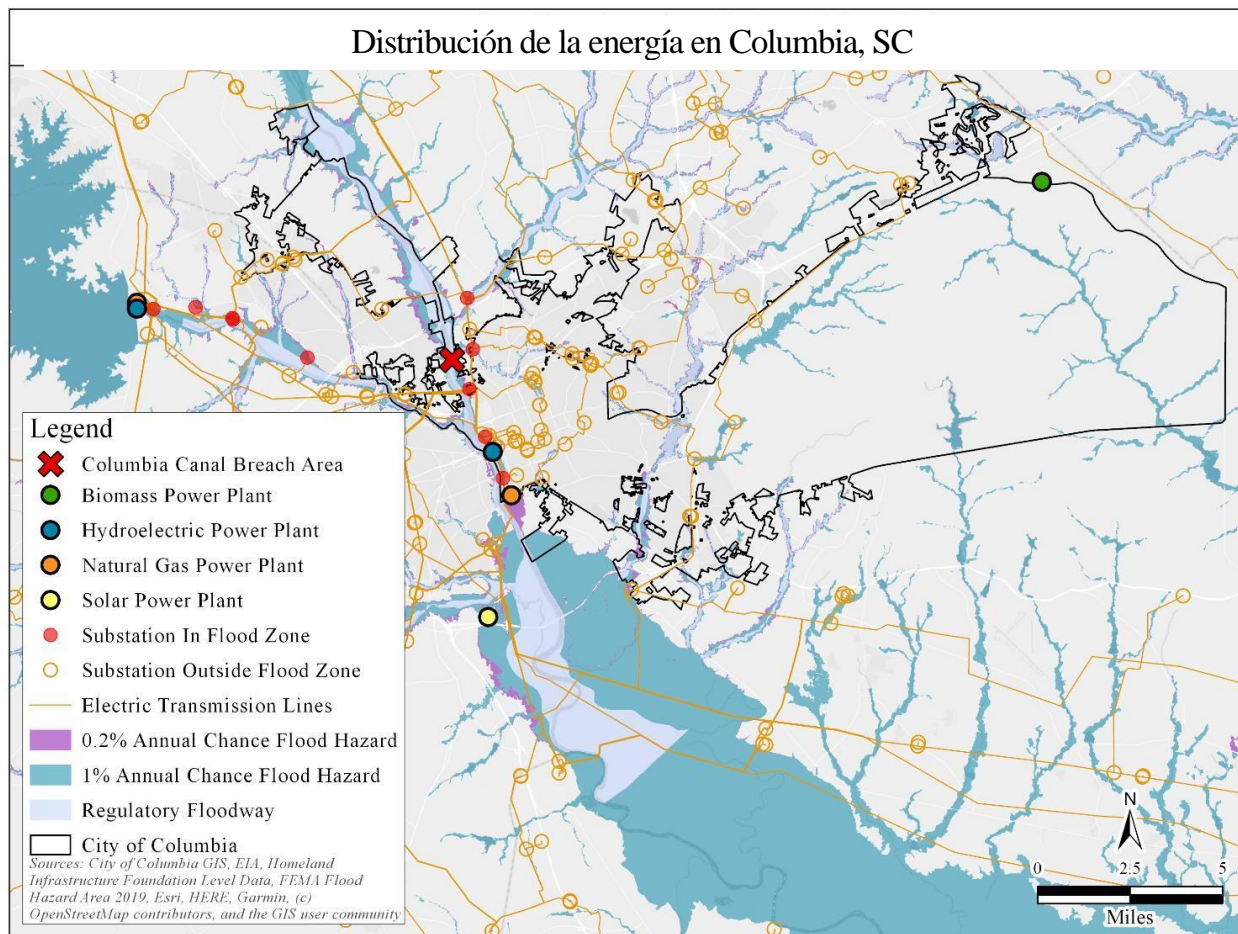 Distribución de la energía en Columbia, SC
Legend
Columbia Canal Breach Area
Biomass Power Plant
Hydroelectric Power Plant
Natural Gas Power Plant
Solar Power Plant
Substation In Flood Zone
Substation Outside Flood Zone
Electric Transmission Lines
0.2% Annual Chance Flood Hazard
1% Annual Chance Flood Hazard
Regulatory Floodway
City of Columbia
Sources: City of Columbia GIS, EIA, Homeland
Infrastructure Foundation Level Data, FEMA Flood
Hazard Area 2019, Esri, HERE, Garmin, (c)
OpenStreetMap contributors, and the GIS user community
N
0 2.5 5
Miles